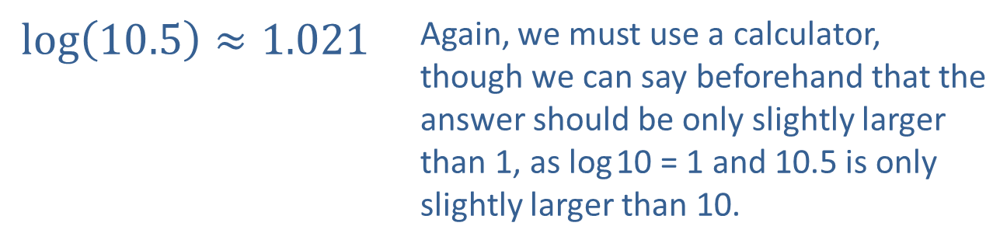 log(10.5) ≈ 1.021
Again, we must use a calculator,
though we can say beforehand that the
answer should be only slightly larger
than 1, as log 10 = 1 and 10.5 is only
slightly larger than 10.